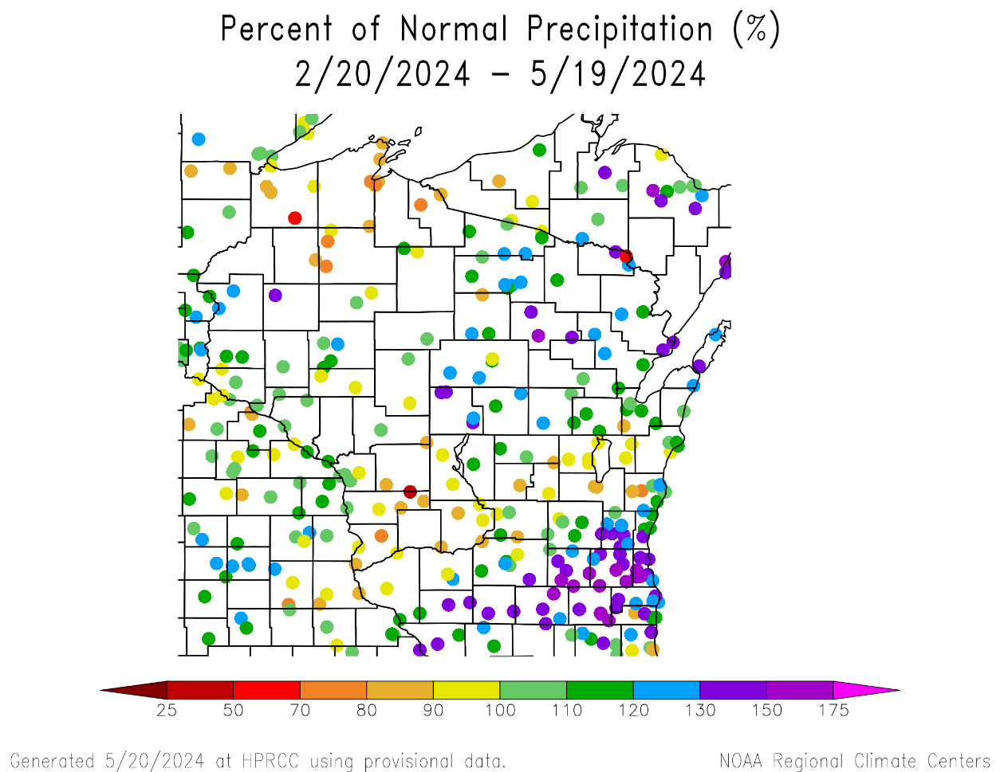 Percent of Normal Precipitation (%)
2/20/2024 – 5/19/2024
25 50 70 80 90 100 110 120 130 150 175
Generated 5/20/2024 at HPRCC using provisional data.
NOAA Regional Climate Centers